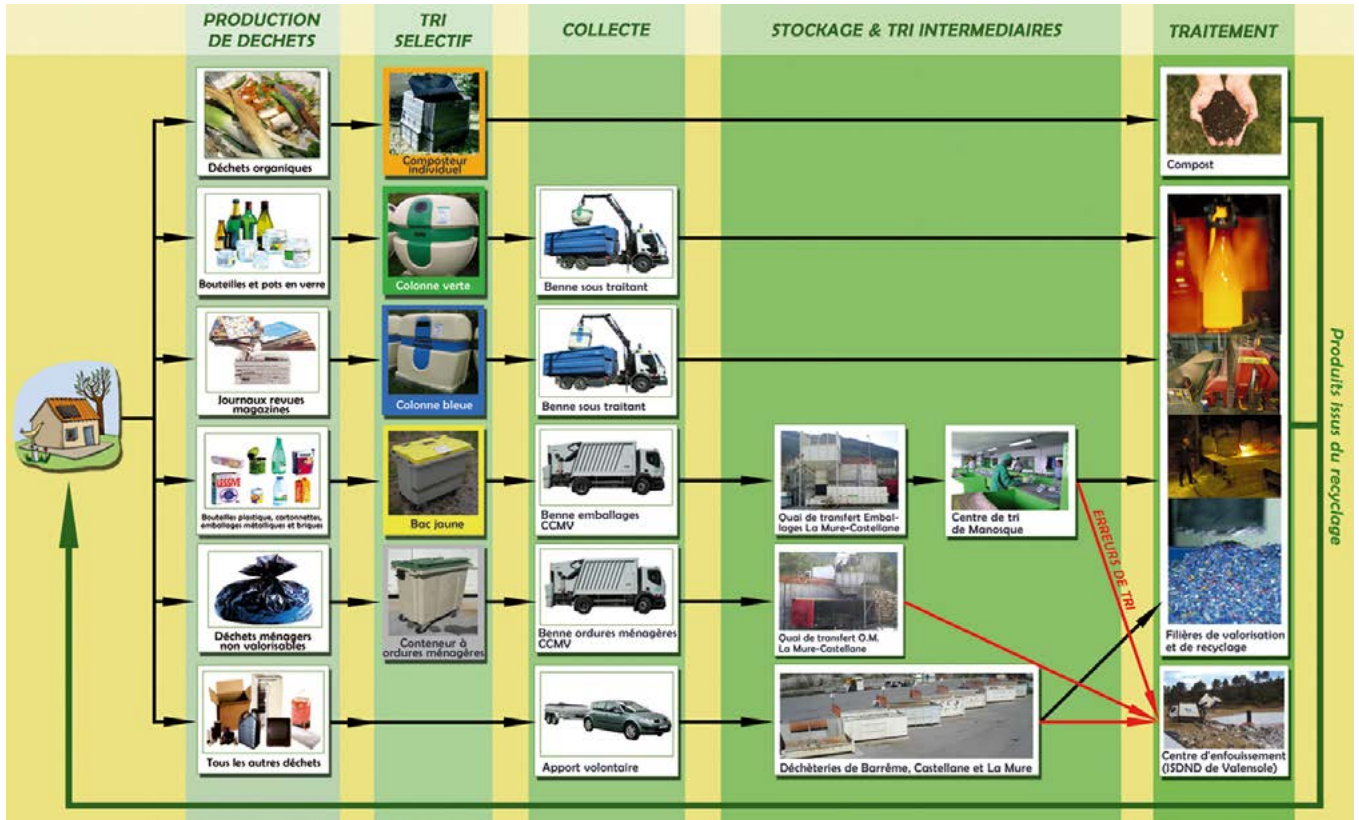 PRODUCTION
DE DECHETS
TRI
SELECTIF
COLLECTE
STOCKAGE & TRI INTERMEDIAIRES
TRAITEMENT
Déchets organiques
Composteur
individuel
Compost
Bouteilles et pots en verre
Colonne verte
Benne sous traitant
Journaux revues
magazines
Colonne bleue
Benne sous traitant
LESSIVE
Bouteilles plastique, cartonnettes,
emballages métalliques et briques
Bac jaune
Benne emballages
CCMV
Quai de transfert Embal-
lages La Mure-Castellane
Centre de tri
de Manosque
ERREURS DE TRI
Déchets ménagers
non valorisables
Conteneur à
ordures ménagères
Benne ordures ménagères
CCMV
Quai de transfert O.M.
La Mure-Castellane
Filières de valorisation
et de recyclage
Tous les autres déchets
Apport volontaire
Déchèteries de Barrême, Castellane et La Mure
Centre d'enfouissement
(ISDND de Valensole)
Produits issus du recyclage